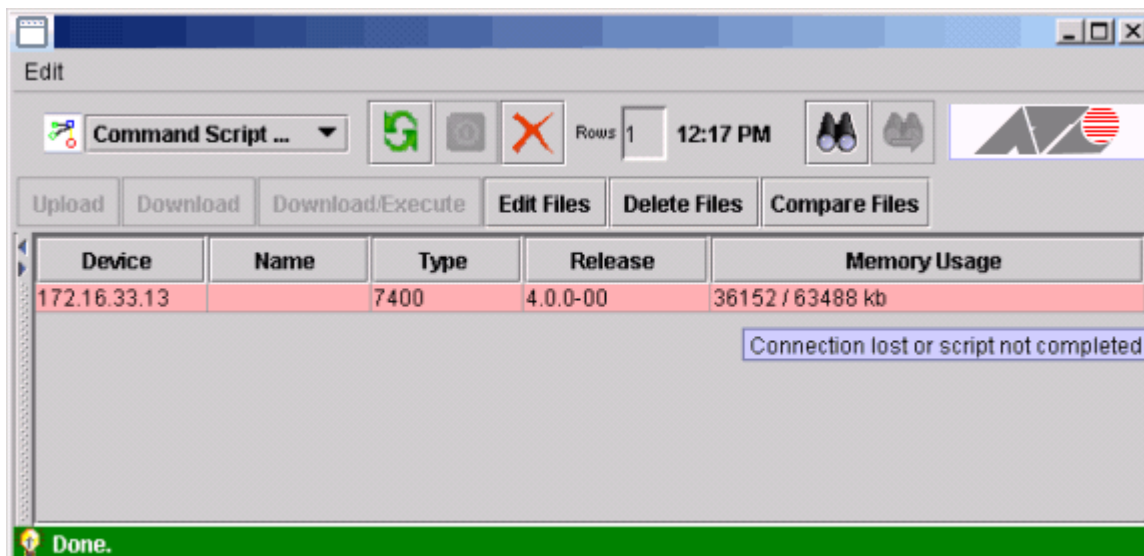 Edit
Command Script ... Rows 1 12:17 PM
Upload Download Download/Execute Edit Files Delete Files Compare Files
Device Name Type Release Memory Usage
172.16.33.13 7400 4.0.0-00 36152 / 63488 kb
Connection lost or script not completed
Done.